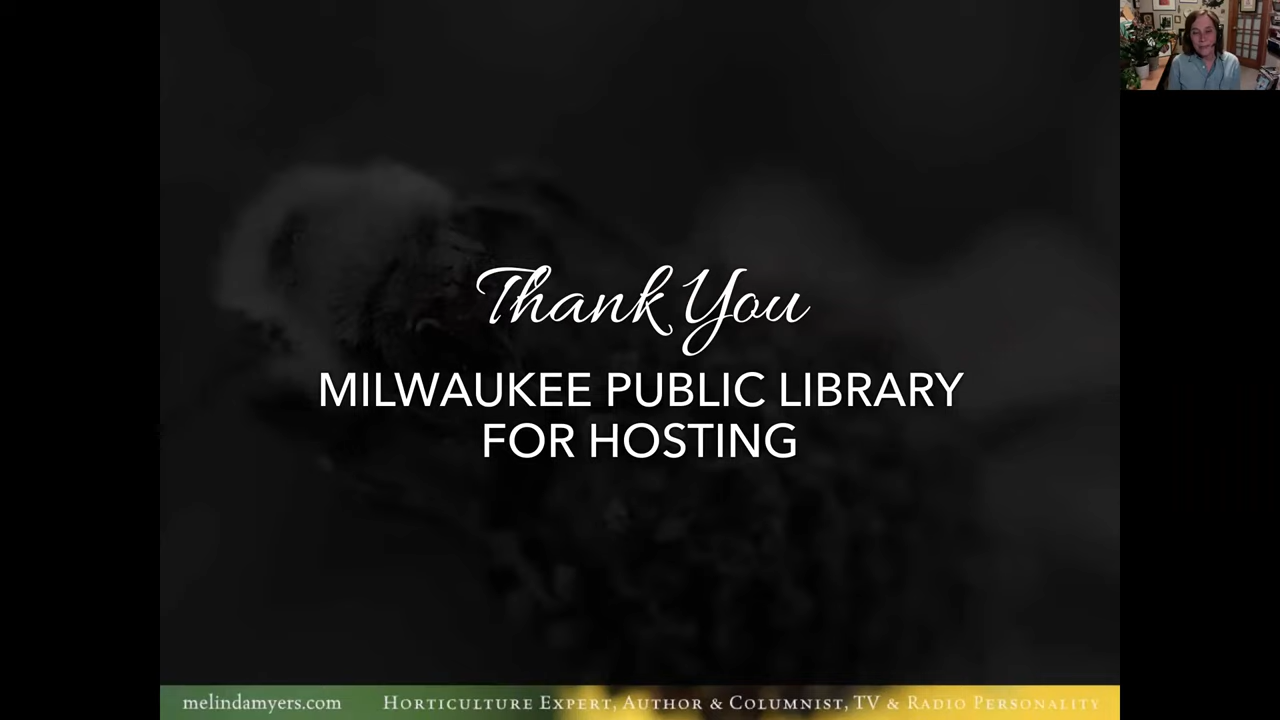 Thank You
MILWAUKEE PUBLIC LIBRARY
FOR HOSTING
melindamyers.com HORTICULTURE EXPERT, AUTHOR & COLUMNIST, TV & RADIO PERSONALITY